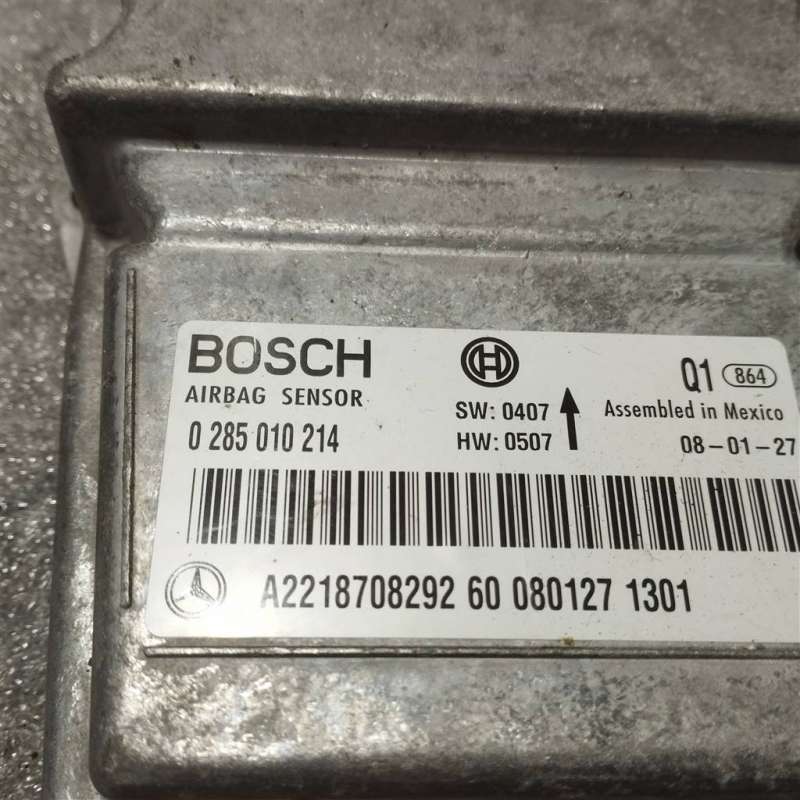 BOSCH
AIRBAG SENSOR
0 285 010 214
SW: 0407
HW: 0507
Q1 864
Assembled in Mexico
08-01-27
A2218708292 60 080127 1301